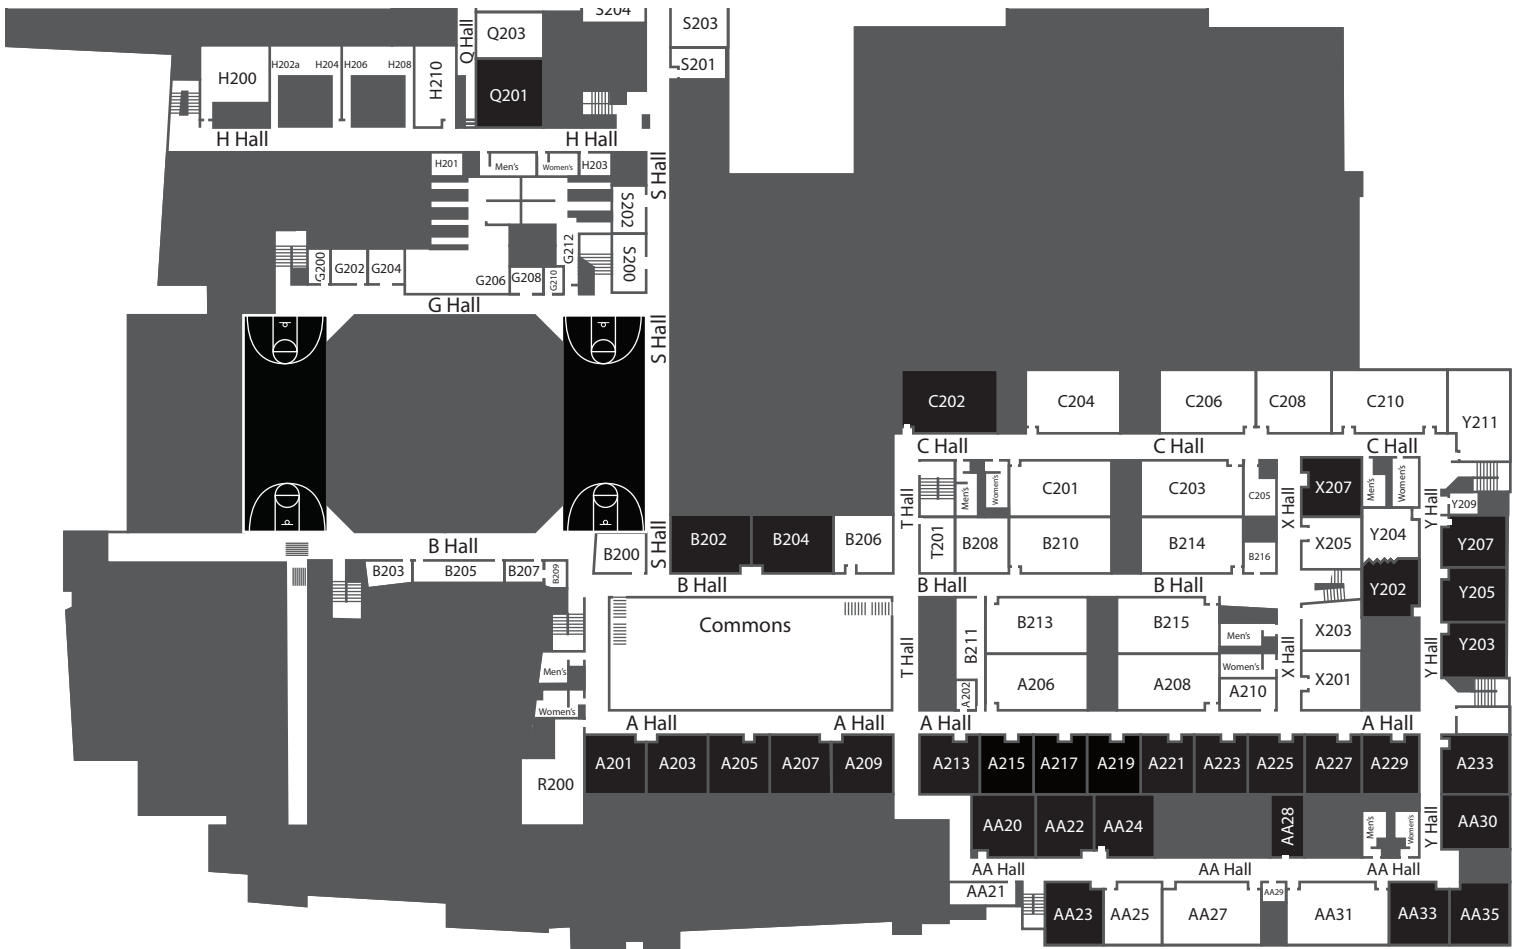 S204
Q Hall
Q203
S203
S201
H200
H202a
H204
H206
H208
H210
Q201
H Hall
H Hall
H201
Men's
Women's
H203
S Hall
S202
G212
S200
G200
G202
G204
G206
G208
G210
G Hall
S Hall
C202
C204
C206
C208
C210
Y211
C Hall
C Hall
C Hall
T Hall
Men's
Women's
C201
C203
C205
X Hall
X207
Men's
Women's
Y Hall
Y209
S Hall
B Hall
B200
B202
B204
B206
T201
B208
B210
B214
B216
X205
Y204
Y207
B203
B205
B207
B209
B Hall
B Hall
B Hall
Y202
Y205
Commons
T Hall
B211
B213
B215
Men's
X Hall
X203
Y Hall
Y203
Men's
Women's
A202
A206
A208
Women's
A210
X201
A Hall
A Hall
A Hall
A Hall
R200
A201
A203
A205
A207
A209
A213
A215
A217
A219
A221
A223
A225
A227
A229
A233
AA20
AA22
AA24
AA28
Men's
Women's
Y Hall
AA30
AA Hall
AA Hall
AA Hall
AA21
AA23
AA25
AA27
AA29
AA31
AA33
AA35